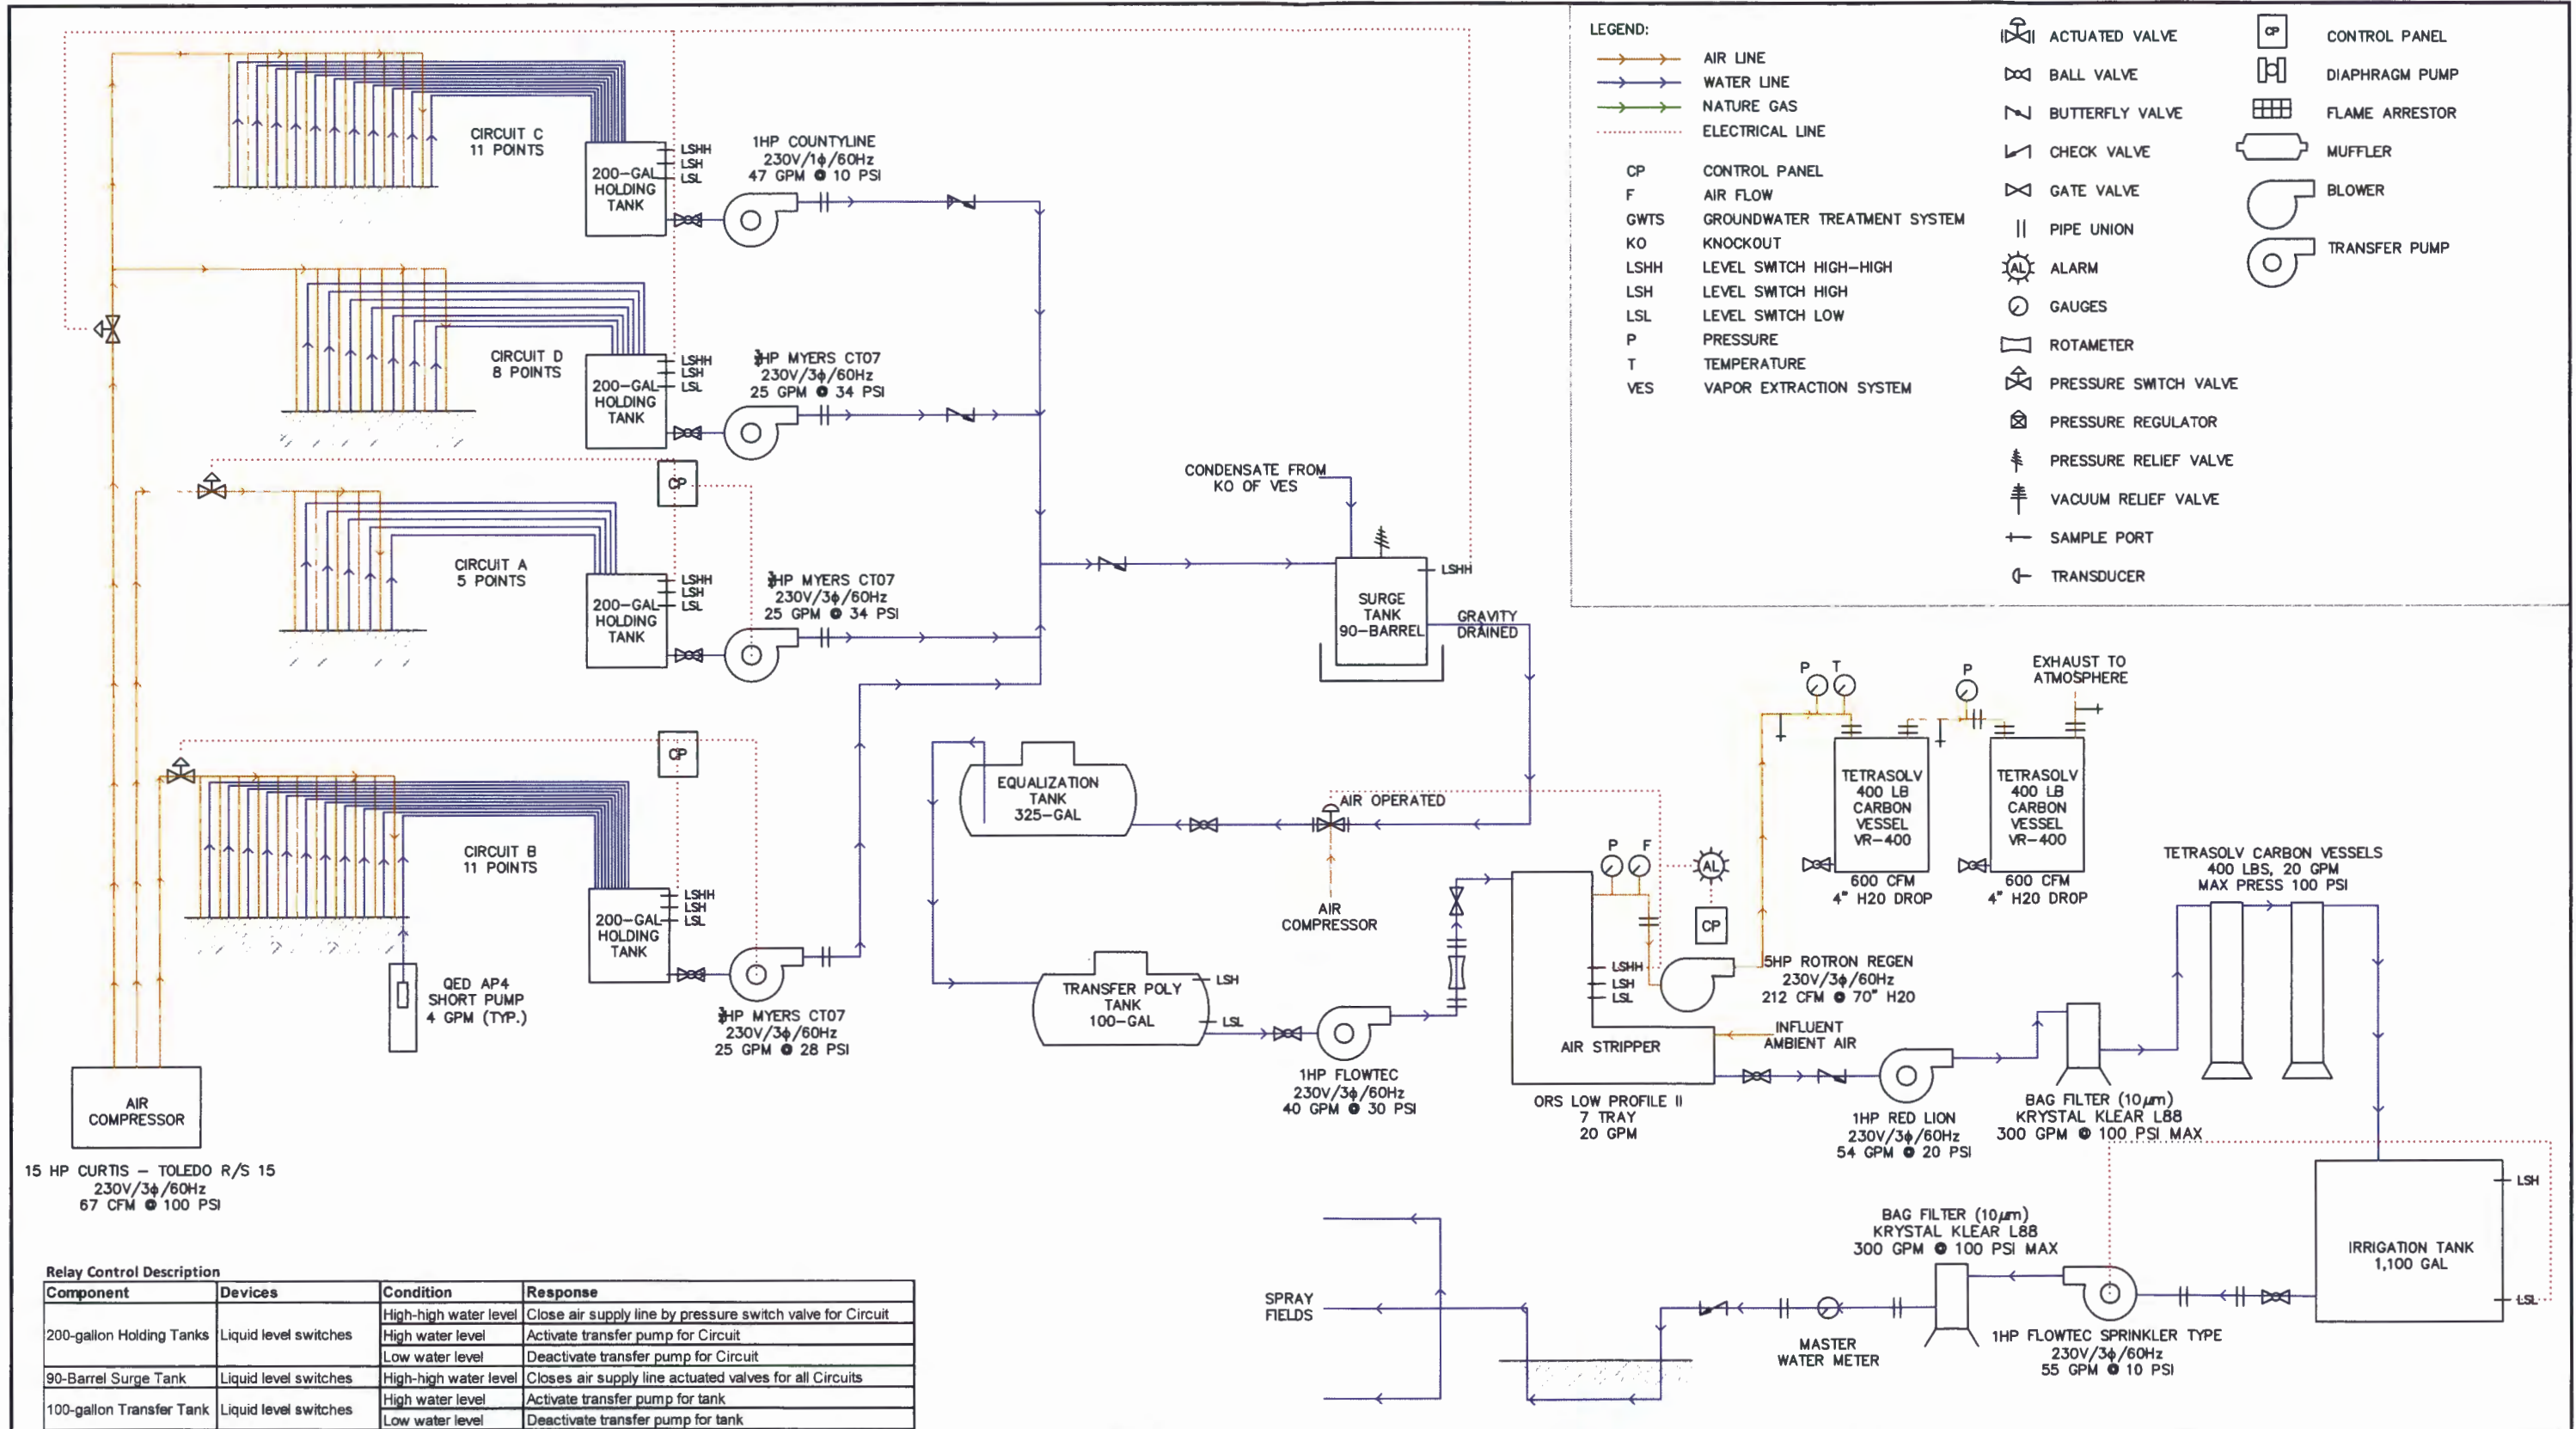 CIRCUIT C
11 POINTS
200-GAL
HOLDING
TANK
LSHH
LSH
LSL
1HP COUNTYLINE
230V/1ϕ/60Hz
47 GPM @ 10 PSI
CIRCUIT D
8 POINTS
200-GAL
HOLDING
TANK
LSHH
LSH
LSL
HP MYERS CT07
230V/3ϕ/60Hz
25 GPM @ 34 PSI
CP
CIRCUIT A
5 POINTS
200-GAL
HOLDING
TANK
LSHH
LSH
LSL
HP MYERS CT07
230V/3ϕ/60Hz
25 GPM @ 34 PSI
CP
CIRCUIT B
11 POINTS
200-GAL
HOLDING
TANK
LSHH
LSH
LSL
HP MYERS CT07
230V/3ϕ/60Hz
25 GPM @ 28 PSI
QED AP4
SHORT PUMP
4 GPM (TYP.)
AIR
COMPRESSOR
15 HP CURTIS – TOLEDO R/S 15
230V/3ϕ/60Hz
67 CFM @ 100 PSI
CONDENSATE FROM
KO OF VES
SURGE
TANK
90-BARREL
LSHH
GRAVITY
DRAINED
EQUALIZATION
TANK
325-GAL
AIR OPERATED
AIR
COMPRESSOR
TRANSFER POLY
TANK
100-GAL
LSH
LSL
1HP FLOWTEC
230V/3ϕ/60Hz
40 GPM @ 30 PSI
P
F
AL
CP
LSHH
LSH
LSL
AIR STRIPPER
ORS LOW PROFILE II
7 TRAY
20 GPM
5HP ROTRON REGEN
230V/3ϕ/60Hz
212 CFM @ 70" H20
INFLUENT
AMBIENT AIR
P
T
P
EXHAUST TO
ATMOSPHERE
TETRASOLV
400 LB
CARBON
VESSEL
VR-400
600 CFM
4" H20 DROP
TETRASOLV
400 LB
CARBON
VESSEL
VR-400
600 CFM
4" H20 DROP
TETRASOLV CARBON VESSELS
400 LBS, 20 GPM
MAX PRESS 100 PSI
1HP RED LION
230V/3ϕ/60Hz
54 GPM @ 20 PSI
BAG FILTER (10μm)
KRYSTAL KLEAR L88
300 GPM @ 100 PSI MAX
IRRIGATION TANK
1,100 GAL
LSH
LSL
1HP FLOWTEC SPRINKLER TYPE
230V/3ϕ/60Hz
55 GPM @ 10 PSI
BAG FILTER (10μm)
KRYSTAL KLEAR L88
300 GPM @ 100 PSI MAX
MASTER
WATER METER
SPRAY
FIELDS
LEGEND:
AIR LINE
WATER LINE
NATURE GAS
ELECTRICAL LINE
CP CONTROL PANEL
F AIR FLOW
GWTS GROUNDWATER TREATMENT SYSTEM
KO KNOCKOUT
LSHH LEVEL SWITCH HIGH-HIGH
LSH LEVEL SWITCH HIGH
LSL LEVEL SWITCH LOW
P PRESSURE
T TEMPERATURE
VES VAPOR EXTRACTION SYSTEM
ACTUATED VALVE
BALL VALVE
BUTTERFLY VALVE
CHECK VALVE
GATE VALVE
PIPE UNION
AL ALARM
GAUGES
ROTAMETER
PRESSURE SWITCH VALVE
PRESSURE REGULATOR
PRESSURE RELIEF VALVE
VACUUM RELIEF VALVE
SAMPLE PORT
TRANSDUCER
CP CONTROL PANEL
DIAPHRAGM PUMP
FLAME ARRESTOR
MUFFLER
BLOWER
TRANSFER PUMP
Relay Control Description
Component Devices Condition Response
200-gallon Holding Tanks Liquid level switches High-high water level Close air supply line by pressure switch valve for Circuit
High water level Activate transfer pump for Circuit
Low water level Deactivate transfer pump for Circuit
90-Barrel Surge Tank Liquid level switches High-high water level Closes air supply line actuated valves for all Circuits
100-gallon Transfer Tank Liquid level switches High water level Activate transfer pump for tank
Low water level Deactivate transfer pump for tank